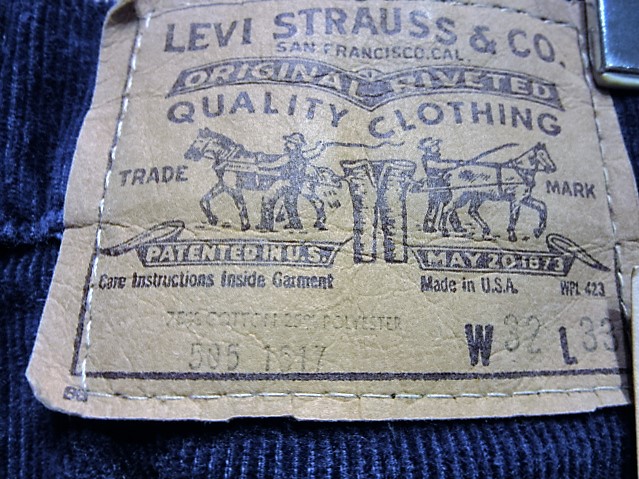 LEVI STRAUSS & CO.
SAN FRANCISCO.CAL.
ORIGINAL RIVETED
QUALITY CLOTHING
TRADE MARK
PATENTED IN U.S. MAY 20 1873
Care Instructions Inside Garment Made in U.S.A. WPL 423
75% COTTON 25% POLYESTER
505 1617 W 32 L 33